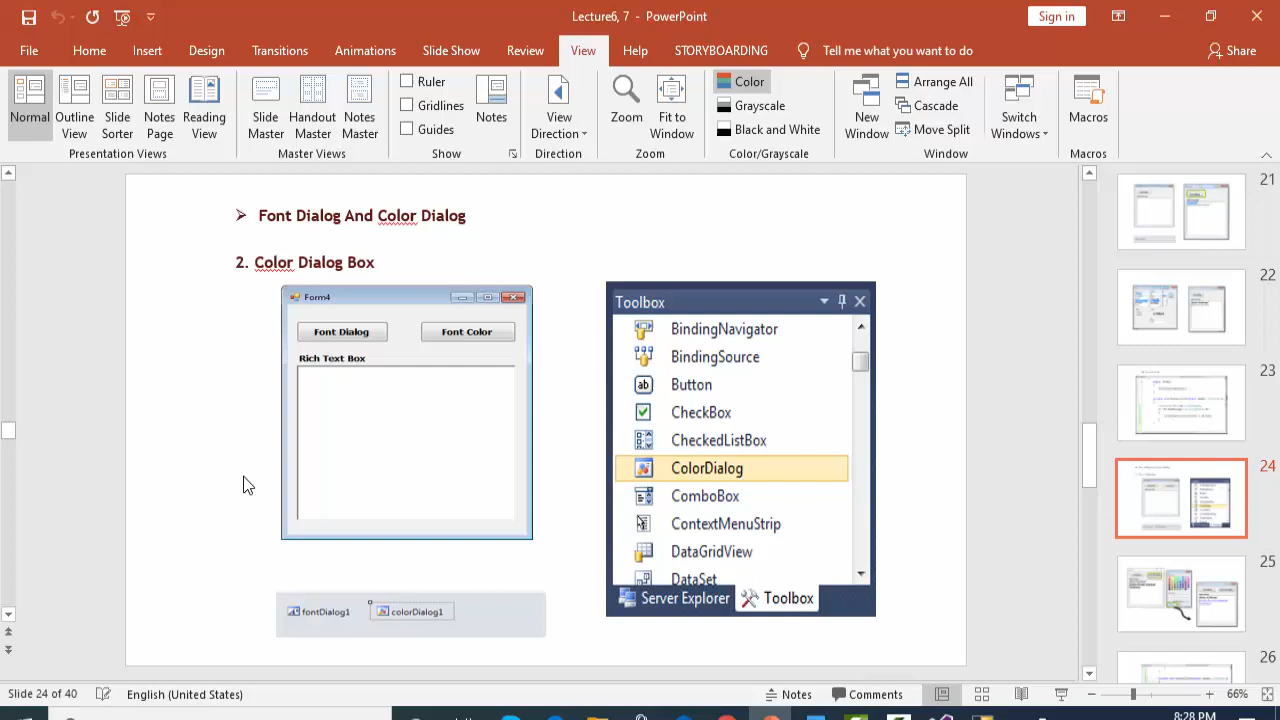 Lecture6, 7 - PowerPoint
Sign in
File Home Insert Design Transitions Animations Slide Show Review View Help STORYBOARDING Tell me what you want to do Share
Normal
Outline View
Slide Sorter
Notes Page
Reading View
Presentation Views
Slide Master
Handout Master
Notes Master
Master Views
Ruler
Gridlines
Guides
Notes
Show
View Direction
Direction
Zoom
Fit to Window
Zoom
Color
Grayscale
Black and White
Color/Grayscale
New Window
Arrange All
Cascade
Move Split
Switch Windows
Window
Macros
Macros
➢ Font Dialog And Color Dialog
2. Color Dialog Box
Form4
Font Dialog Font Color
Rich Text Box
fontDialog1 colorDialog1
Toolbox
BindingNavigator
BindingSource
Button
CheckBox
CheckedListBox
ColorDialog
ComboBox
ContextMenuStrip
DataGridView
DataSet
Server Explorer Toolbox
21
22
23
24
25
26
Slide 24 of 40 English (United States) Notes Comments 66%
8:28 PM